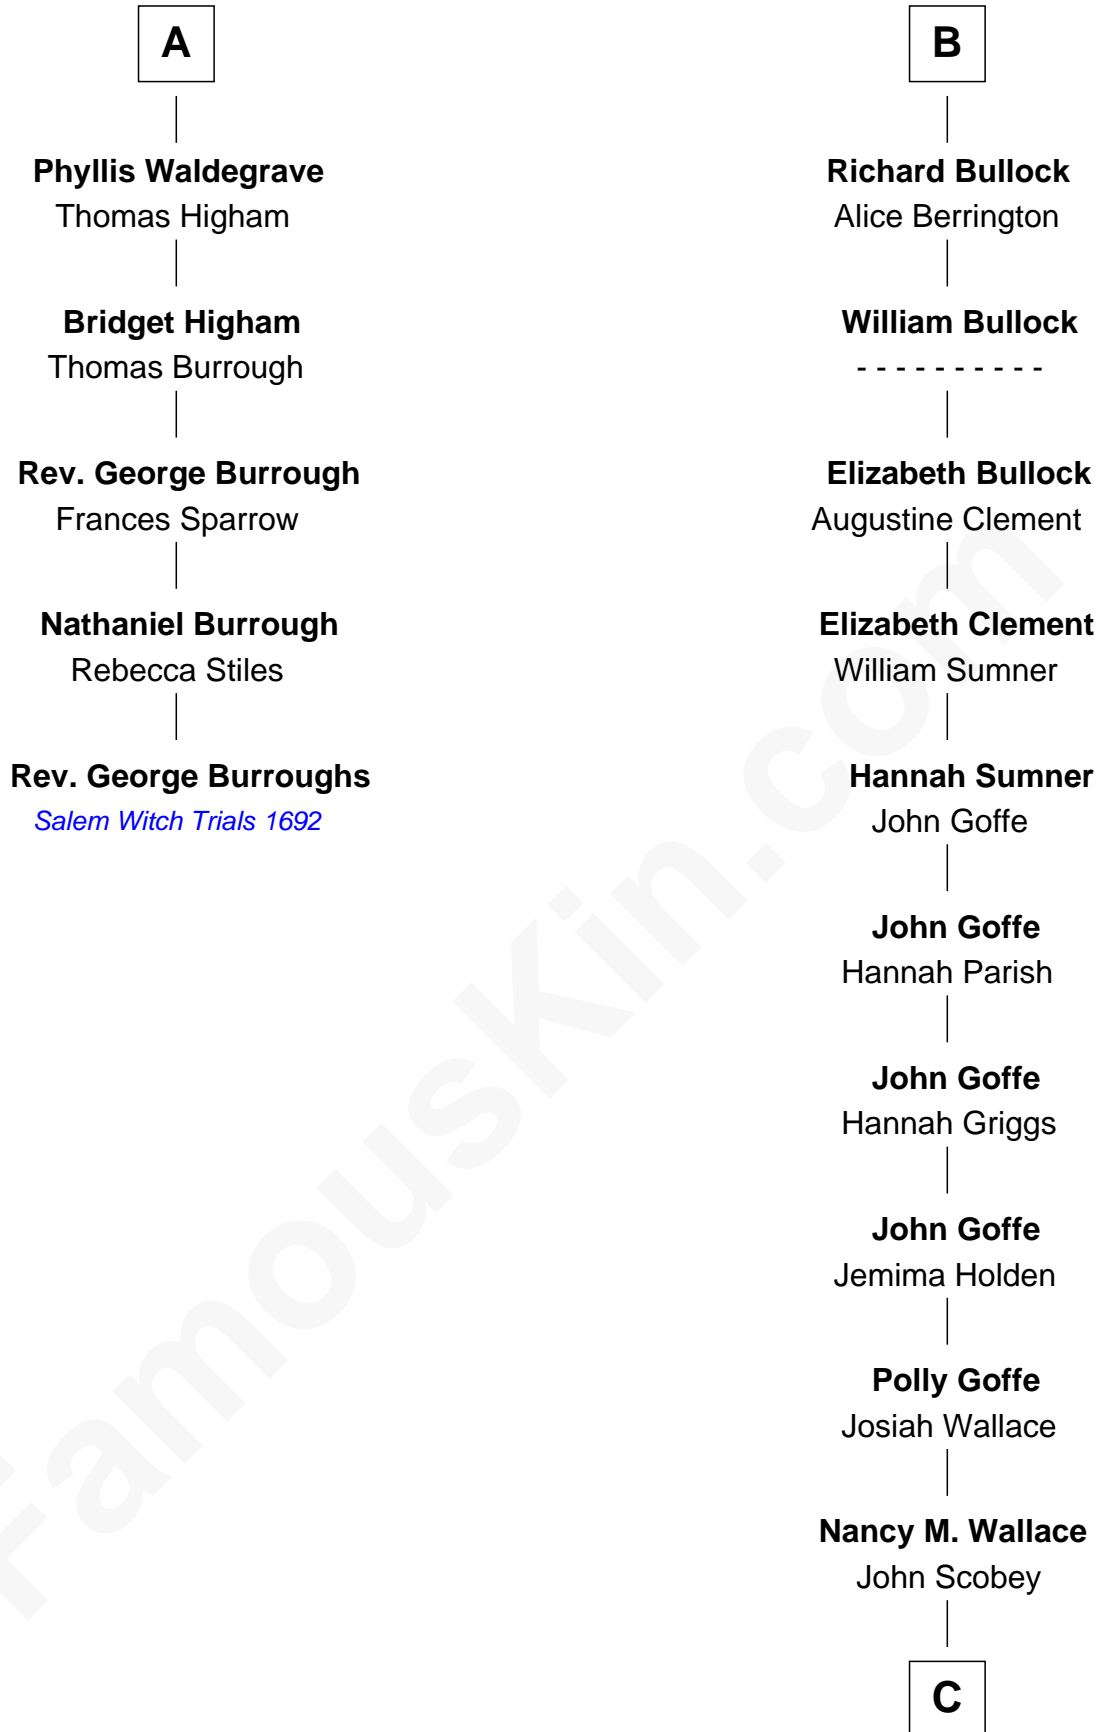 A
Phyllis Waldegrave
Thomas Higham
Bridget Higham
Thomas Burrough
Rev. George Burrough
Frances Sparrow
Nathaniel Burrough
Rebecca Stiles
Rev. George Burroughs
Salem Witch Trials 1692
B
Richard Bullock
Alice Berrington
William Bullock
- - - - - - - - - -
Elizabeth Bullock
Augustine Clement
Elizabeth Clement
William Sumner
Hannah Sumner
John Goffe
John Goffe
Hannah Parish
John Goffe
Hannah Griggs
John Goffe
Jemima Holden
Polly Goffe
Josiah Wallace
Nancy M. Wallace
John Scobey
C
FamousKin.com